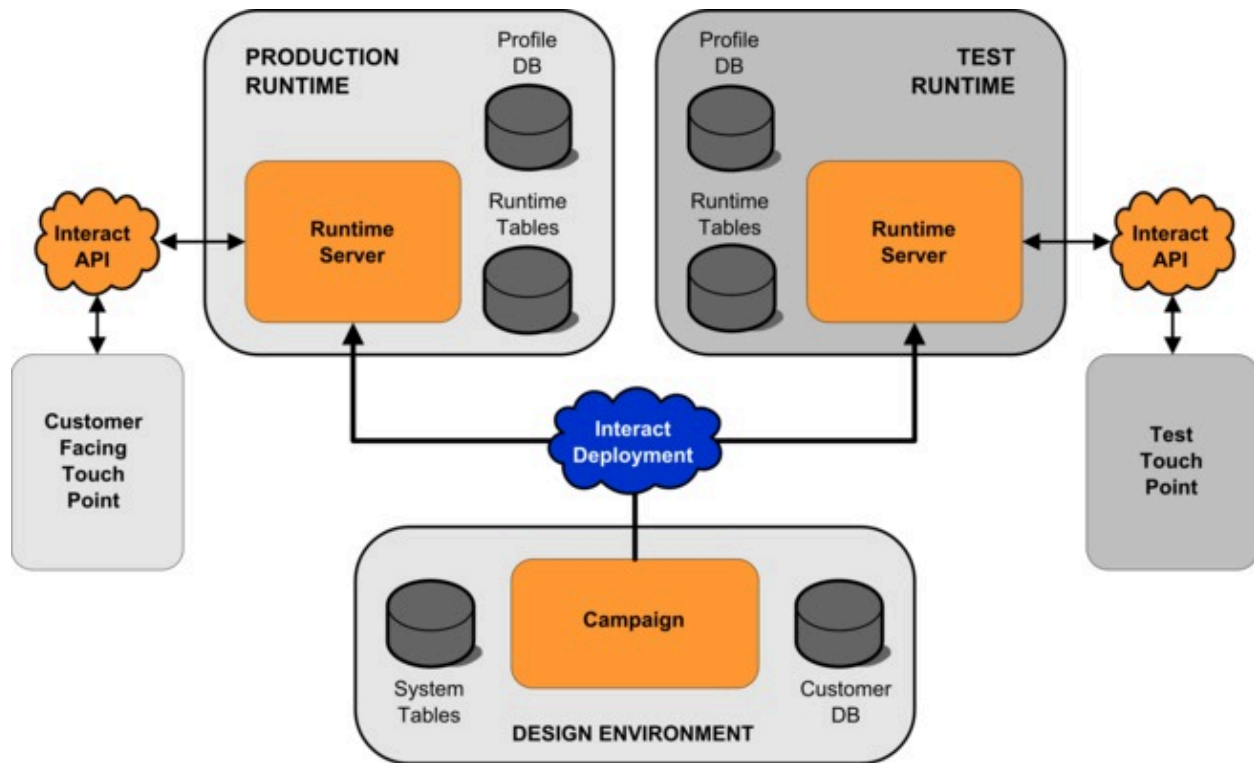 PRODUCTION
RUNTIME
Profile
DB
Runtime
Tables
Runtime
Server
Interact
API
Customer
Facing
Touch
Point
Profile
DB
TEST
RUNTIME
Runtime
Tables
Runtime
Server
Interact
API
Test
Touch
Point
Interact
Deployment
Campaign
System
Tables
Customer
DB
DESIGN ENVIRONMENT